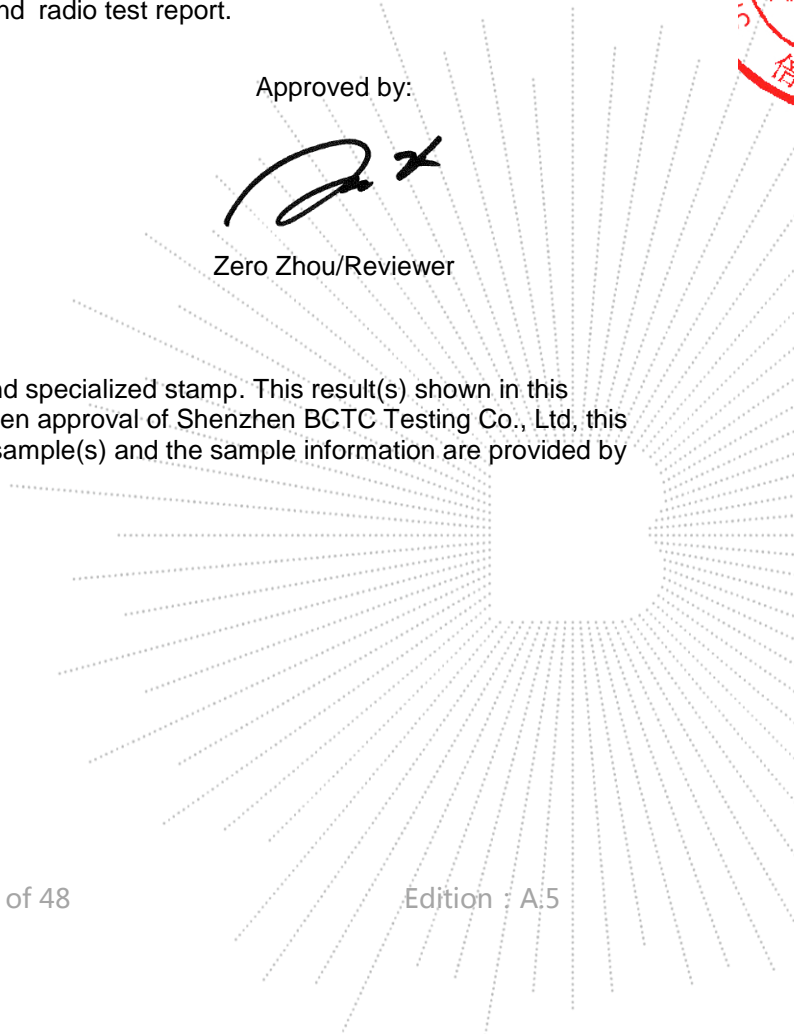 nd radio test report.
Approved by:
Zero Zhou/Reviewer
nd specialized stamp. This result(s) shown in this
en approval of Shenzhen BCTC Testing Co., Ltd, this
sample(s) and the sample information are provided by
of 48 Edition：A.5